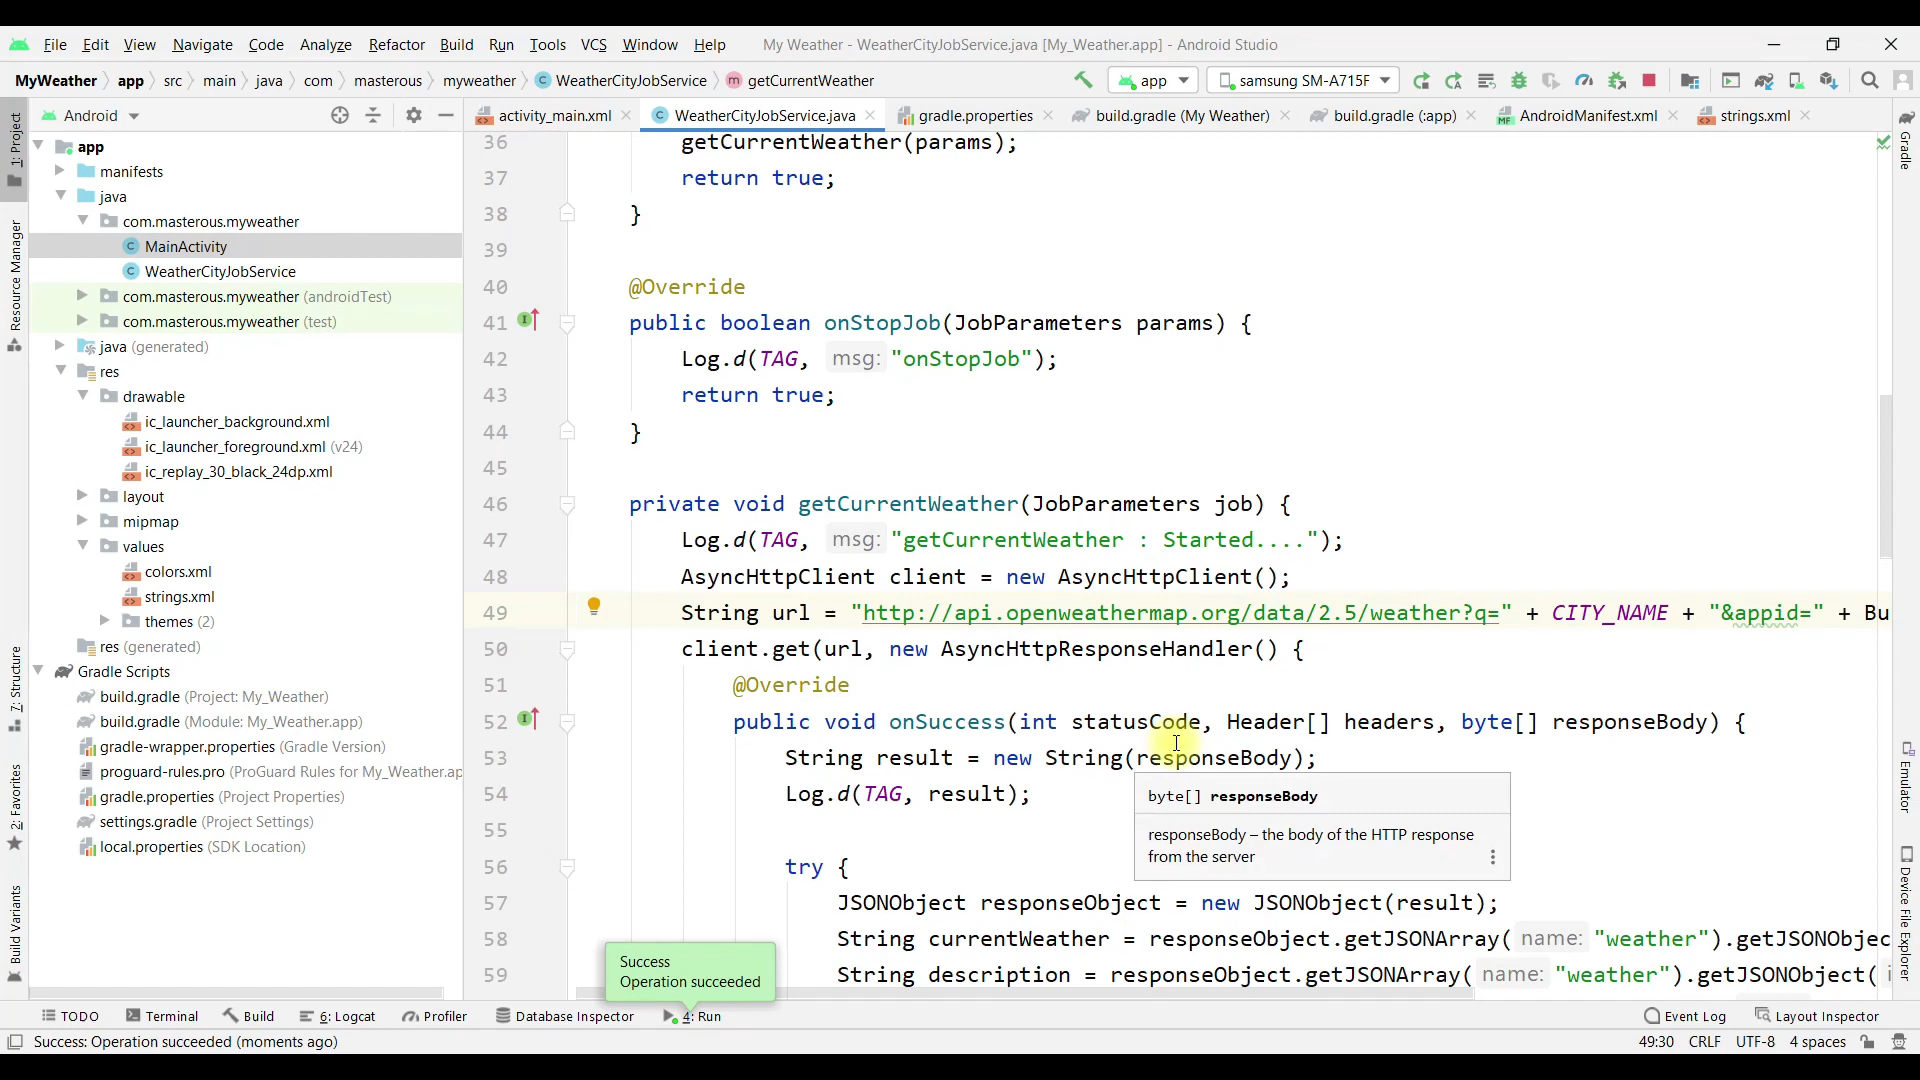 File Edit View Navigate Code Analyze Refactor Build Run Tools VCS Window Help My Weather - WeatherCityJobService.java [My_Weather.app] - Android Studio
MyWeather app src main java com masterous myweather WeatherCityJobService getCurrentWeather app samsung SM-A715F
Android
activity_main.xml WeatherCityJobService.java gradle.properties build.gradle (My Weather) build.gradle (:app) AndroidManifest.xml strings.xml
1: Project
Resource Manager
7: Structure
2: Favorites
Build Variants
app
manifests
java
com.masterous.myweather
MainActivity
WeatherCityJobService
com.masterous.myweather (androidTest)
com.masterous.myweather (test)
java (generated)
res
drawable
ic_launcher_background.xml
ic_launcher_foreground.xml (v24)
ic_replay_30_black_24dp.xml
layout
mipmap
values
colors.xml
strings.xml
themes (2)
res (generated)
Gradle Scripts
build.gradle (Project: My_Weather)
build.gradle (Module: My_Weather.app)
gradle-wrapper.properties (Gradle Version)
proguard-rules.pro (ProGuard Rules for My_Weather.ap
gradle.properties (Project Properties)
settings.gradle (Project Settings)
local.properties (SDK Location)
36 getCurrentWeather(params);
37 return true;
38 }
39
40 @Override
41 public boolean onStopJob(JobParameters params) {
42 Log.d(TAG, msg: "onStopJob");
43 return true;
44 }
45
46 private void getCurrentWeather(JobParameters job) {
47 Log.d(TAG, msg: "getCurrentWeather : Started....");
48 AsyncHttpClient client = new AsyncHttpClient();
49 String url = "http://api.openweathermap.org/data/2.5/weather?q=" + CITY_NAME + "&appid=" + Bu
50 client.get(url, new AsyncHttpResponseHandler() {
51 @Override
52 public void onSuccess(int statusCode, Header[] headers, byte[] responseBody) {
53 String result = new String(responseBody);
54 Log.d(TAG, result);
55
56 try {
57 JSONObject responseObject = new JSONObject(result);
58 String currentWeather = responseObject.getJSONArray( name: "weather").getJSONObjec
59 String description = responseObject.getJSONArray( name: "weather").getJSONObject( i
byte[] responseBody
responseBody – the body of the HTTP response
from the server
Success
Operation succeeded
Gradle
Emulator
Device File Explorer
TODO Terminal Build 6: Logcat Profiler Database Inspector 4: Run Event Log Layout Inspector
Success: Operation succeeded (moments ago) 49:30 CRLF UTF-8 4 spaces